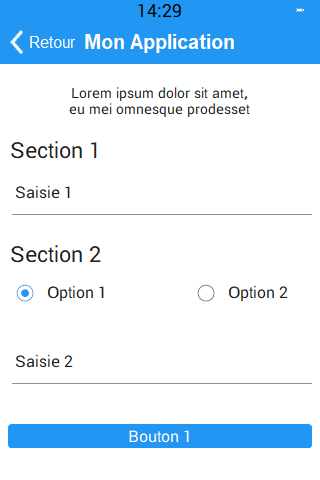 14:29
Retour Mon Application
Lorem ipsum dolor sit amet,
eu mei omnesque prodesset
Section 1
Saisie 1
Section 2
Option 1 Option 2
Saisie 2
Bouton 1